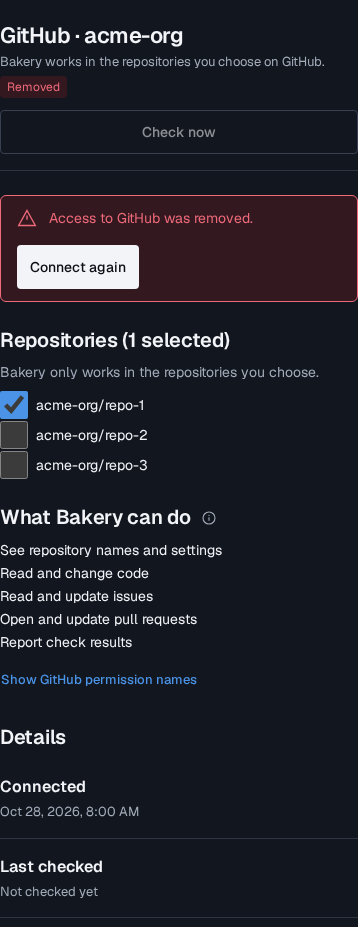 GitHub · acme-org
Bakery works in the repositories you choose on GitHub.
Removed
Check now
Access to GitHub was removed.
Connect again
Repositories (1 selected)
Bakery only works in the repositories you choose.
acme-org/repo-1
acme-org/repo-2
acme-org/repo-3
What Bakery can do
See repository names and settings
Read and change code
Read and update issues
Open and update pull requests
Report check results
Show GitHub permission names
Details
Connected
Oct 28, 2026, 8:00 AM
Last checked
Not checked yet